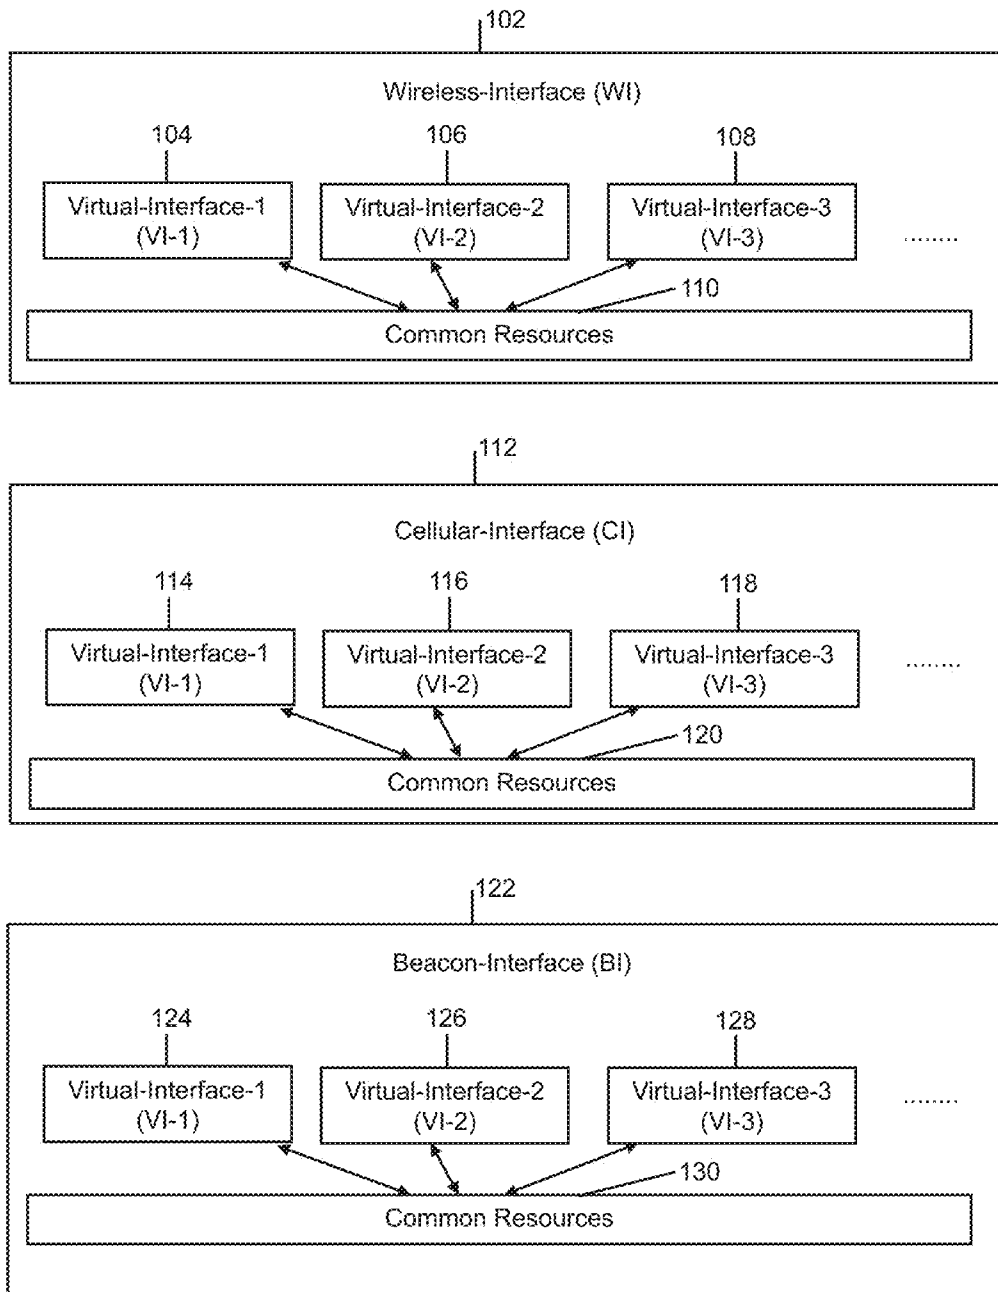 102
Wireless-Interface (WI)
104
106
108
Virtual-Interface-1
(VI-1)
Virtual-Interface-2
(VI-2)
Virtual-Interface-3
(VI-3)
........
110
Common Resources
112
Cellular-Interface (CI)
114
116
118
Virtual-Interface-1
(VI-1)
Virtual-Interface-2
(VI-2)
Virtual-Interface-3
(VI-3)
........
120
Common Resources
122
Beacon-Interface (BI)
124
126
128
Virtual-Interface-1
(VI-1)
Virtual-Interface-2
(VI-2)
Virtual-Interface-3
(VI-3)
........
130
Common Resources